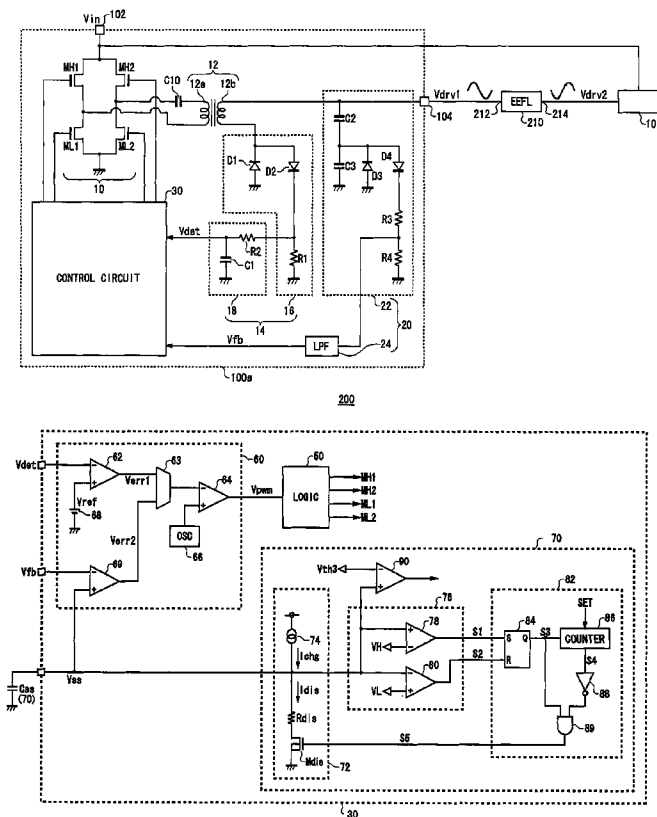 Vin 102
MH1 MH2
C10 12
12a 12b
Vdrv1 Vdrv2
EEFL
104 212 210 214
ML1 ML2
10
C2
D1 D2
C3 D4
D3
30
R3
Vdet
R2
R1
R4
C1
CONTROL CIRCUIT
18 16 22
14 20
Vfb
LPF
24
100a
200
62 63 60 50
Vdet
64
Verr1
LOGIC
MH1
MH2
ML1
ML2
Vref
Vpwm
68
OSC
66
Verr2
70
69
90
Vfb
Vth3
76 82
SET
74 78 84 86
S1 S Q S3
COUNTER
Ichg
VH
80
S2 R
S4
Vss
Css
(70)
Idis
VL
88
Rdis
89
S5
Mdis
72
30